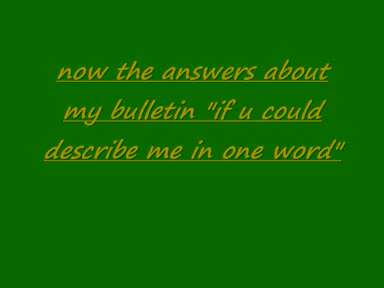 now the answers about
my bulletin "if u could
describe me in one word"